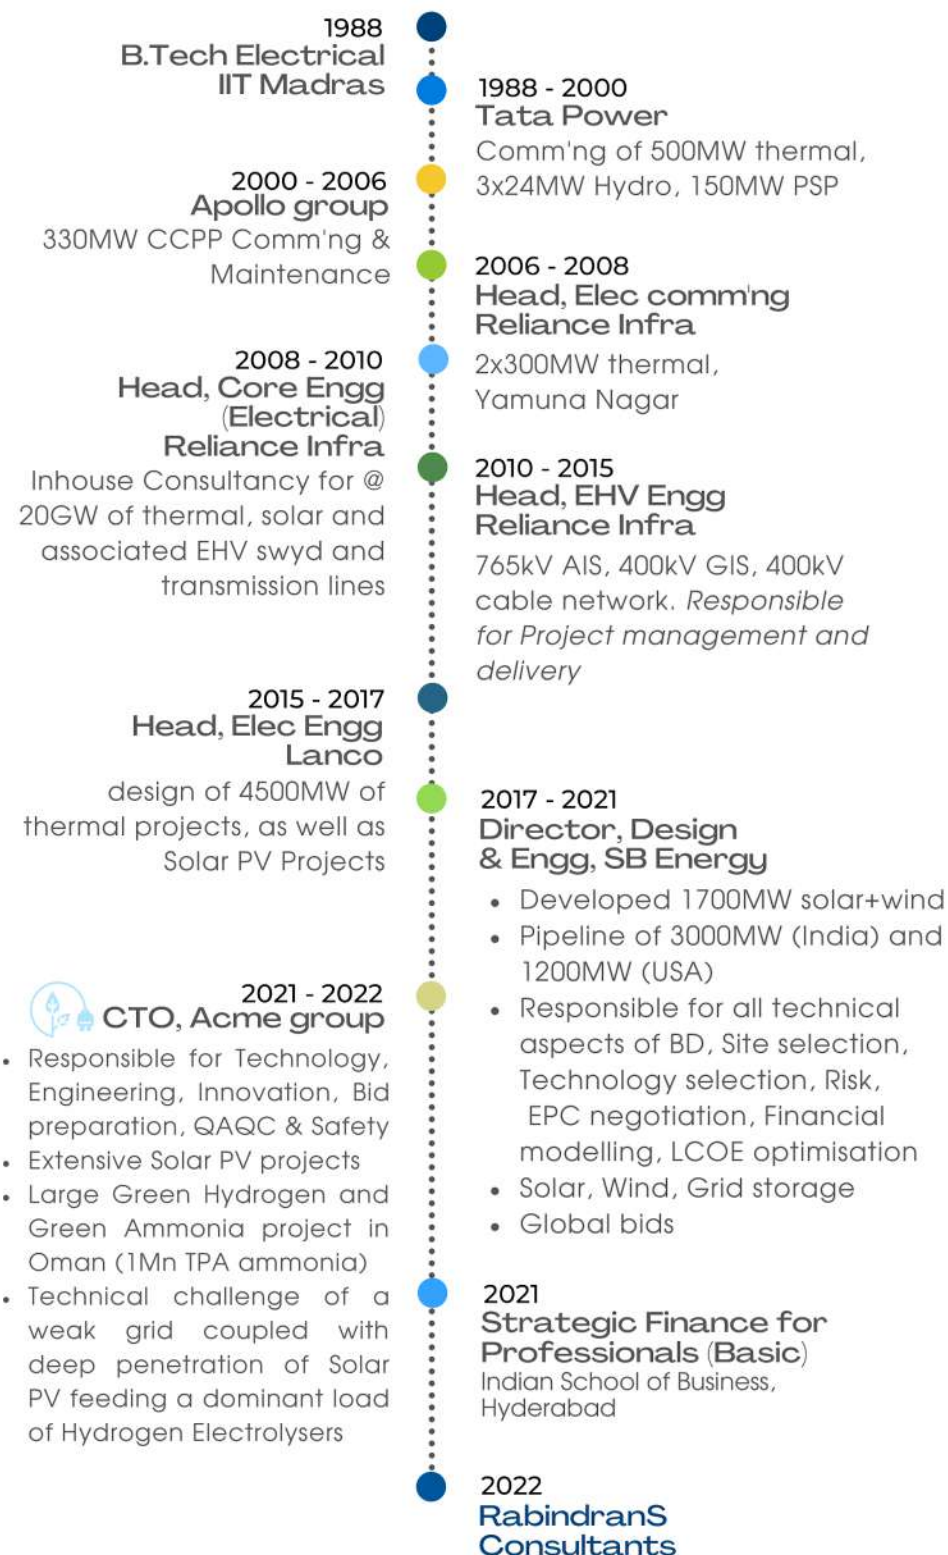 1988
B.Tech Electrical
IIT Madras
1988 - 2000
Tata Power
Comm'ng of 500MW thermal,
3x24MW Hydro, 150MW PSP
2000 - 2006
Apollo group
330MW CCPP Comm'ng &
Maintenance
2006 - 2008
Head, Elec comm'ng
Reliance Infra
2x300MW thermal,
Yamuna Nagar
2008 - 2010
Head, Core Engg
(Electrical)
Reliance Infra
Inhouse Consultancy for @
20GW of thermal, solar and
associated EHV swyd and
transmission lines
2010 - 2015
Head, EHV Engg
Reliance Infra
765kV AIS, 400kV GIS, 400kV
cable network. Responsible
for Project management and
delivery
2015 - 2017
Head, Elec Engg
Lanco
design of 4500MW of
thermal projects, as well as
Solar PV Projects
2017 - 2021
Director, Design
& Engg, SB Energy
• Developed 1700MW solar+wind
• Pipeline of 3000MW (India) and
1200MW (USA)
• Responsible for all technical
aspects of BD, Site selection,
Technology selection, Risk,
EPC negotiation, Financial
modelling, LCOE optimisation
• Solar, Wind, Grid storage
• Global bids
2021 - 2022
CTO, Acme group
• Responsible for Technology,
Engineering, Innovation, Bid
preparation, QAQC & Safety
• Extensive Solar PV projects
• Large Green Hydrogen and
Green Ammonia project in
Oman (1Mn TPA ammonia)
• Technical challenge of a
weak grid coupled with
deep penetration of Solar
PV feeding a dominant load
of Hydrogen Electrolysers
2021
Strategic Finance for
Professionals (Basic)
Indian School of Business,
Hyderabad
2022
RabindranS
Consultants